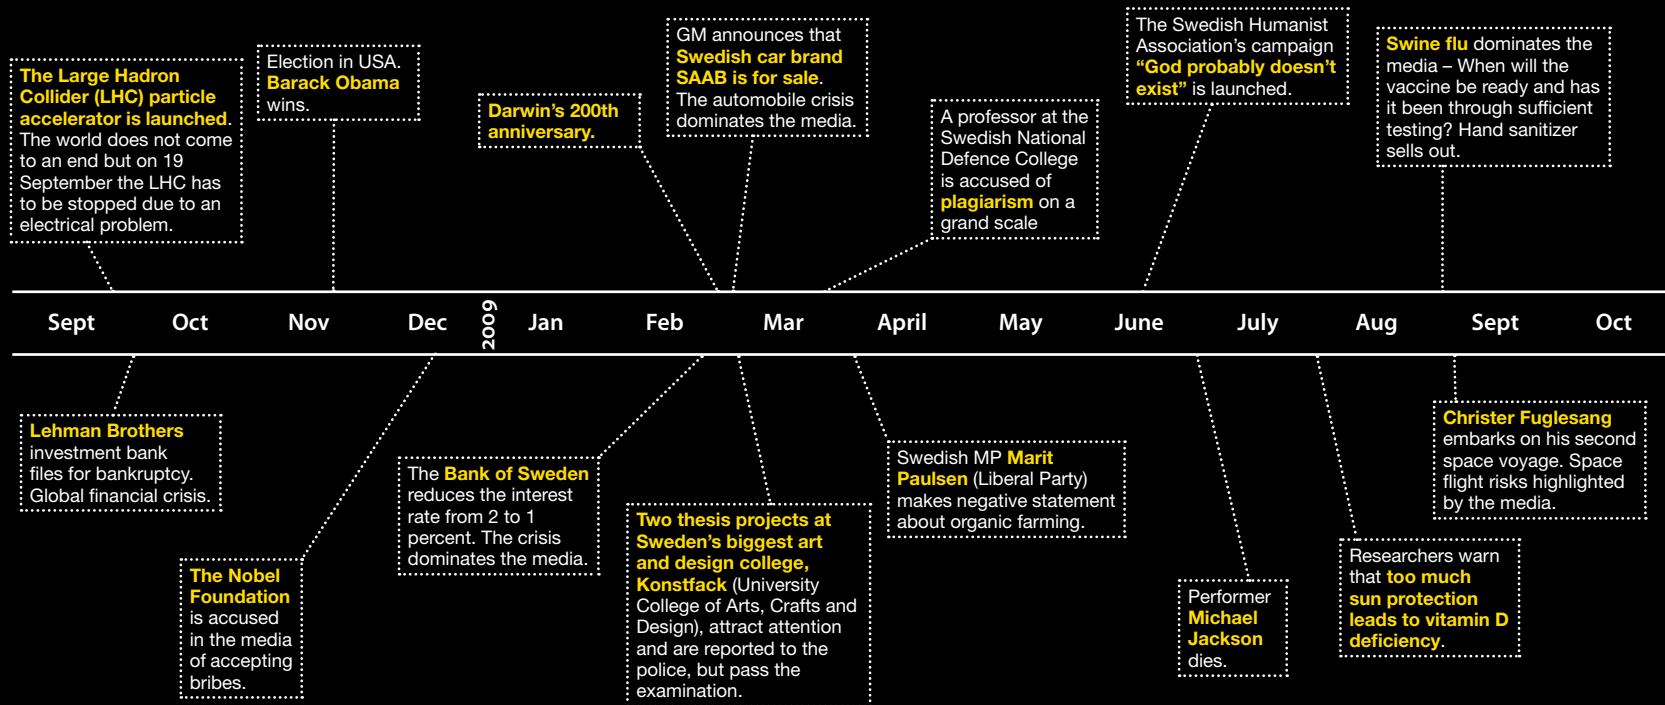 The Large Hadron
Collider (LHC) particle
accelerator is launched.
The world does not come
to an end but on 19
September the LHC has
to be stopped due to an
electrical problem.
Election in USA.
Barack Obama
wins.
Darwin's 200th
anniversary.
GM announces that
Swedish car brand
SAAB is for sale.
The automobile crisis
dominates the media.
A professor at the
Swedish National
Defence College
is accused of
plagiarism on a
grand scale
The Swedish Humanist
Association's campaign
“God probably doesn't
exist” is launched.
Swine flu dominates the
media – When will the
vaccine be ready and has
it been through sufficient
testing? Hand sanitizer
sells out.
Sept Oct Nov Dec 2009 Jan Feb Mar April May June July Aug Sept Oct
Lehman Brothers
investment bank
files for bankruptcy.
Global financial crisis.
The Nobel
Foundation
is accused
in the media
of accepting
bribes.
The Bank of Sweden
reduces the interest
rate from 2 to 1
percent. The crisis
dominates the media.
Two thesis projects at
Sweden's biggest art
and design college,
Konstfack (University
College of Arts, Crafts and
Design), attract attention
and are reported to the
police, but pass the
examination.
Swedish MP Marit
Paulsen (Liberal Party)
makes negative statement
about organic farming.
Performer
Michael
Jackson
dies.
Researchers warn
that too much
sun protection
leads to vitamin D
deficiency.
Christer Fuglesang
embarks on his second
space voyage. Space
flight risks highlighted
by the media.